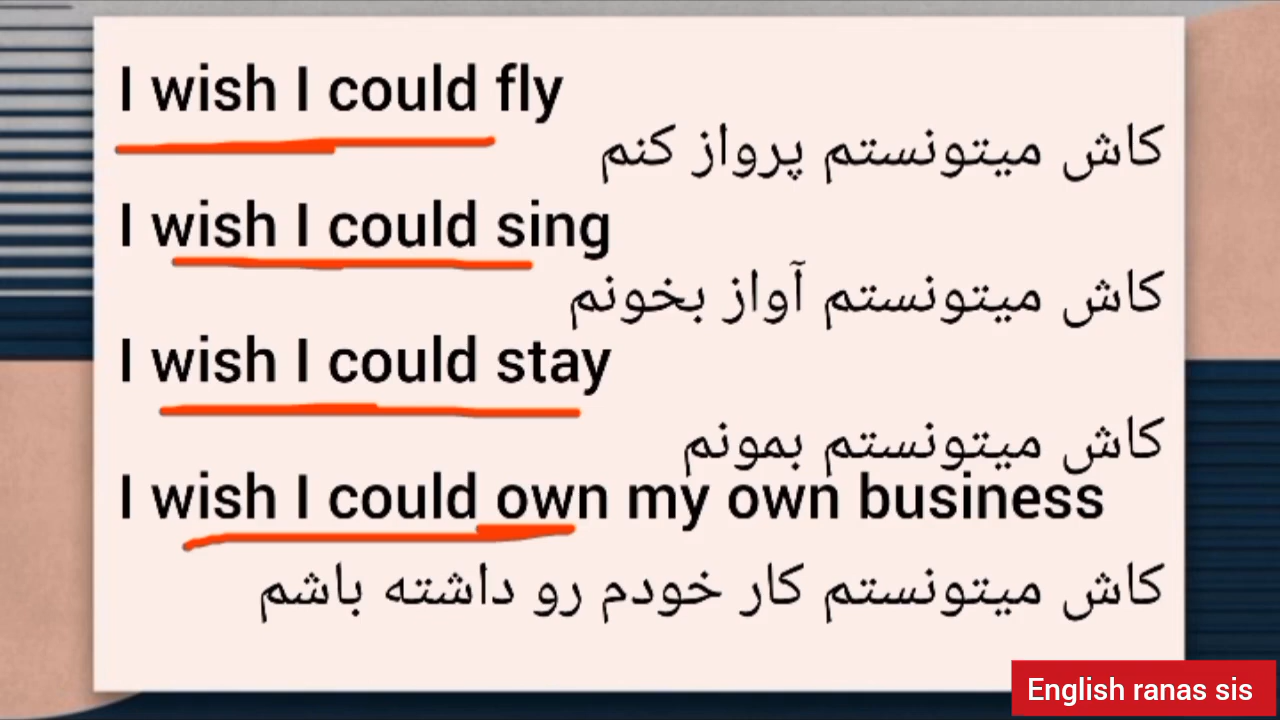 I wish I could fly
کاش میتونستم پرواز کنم
I wish I could sing
کاش میتونستم آواز بخونم
I wish I could stay
کاش میتونستم بمونم
I wish I could own my own business
کاش میتونستم کار خودم رو داشته باشم
English ranas sis